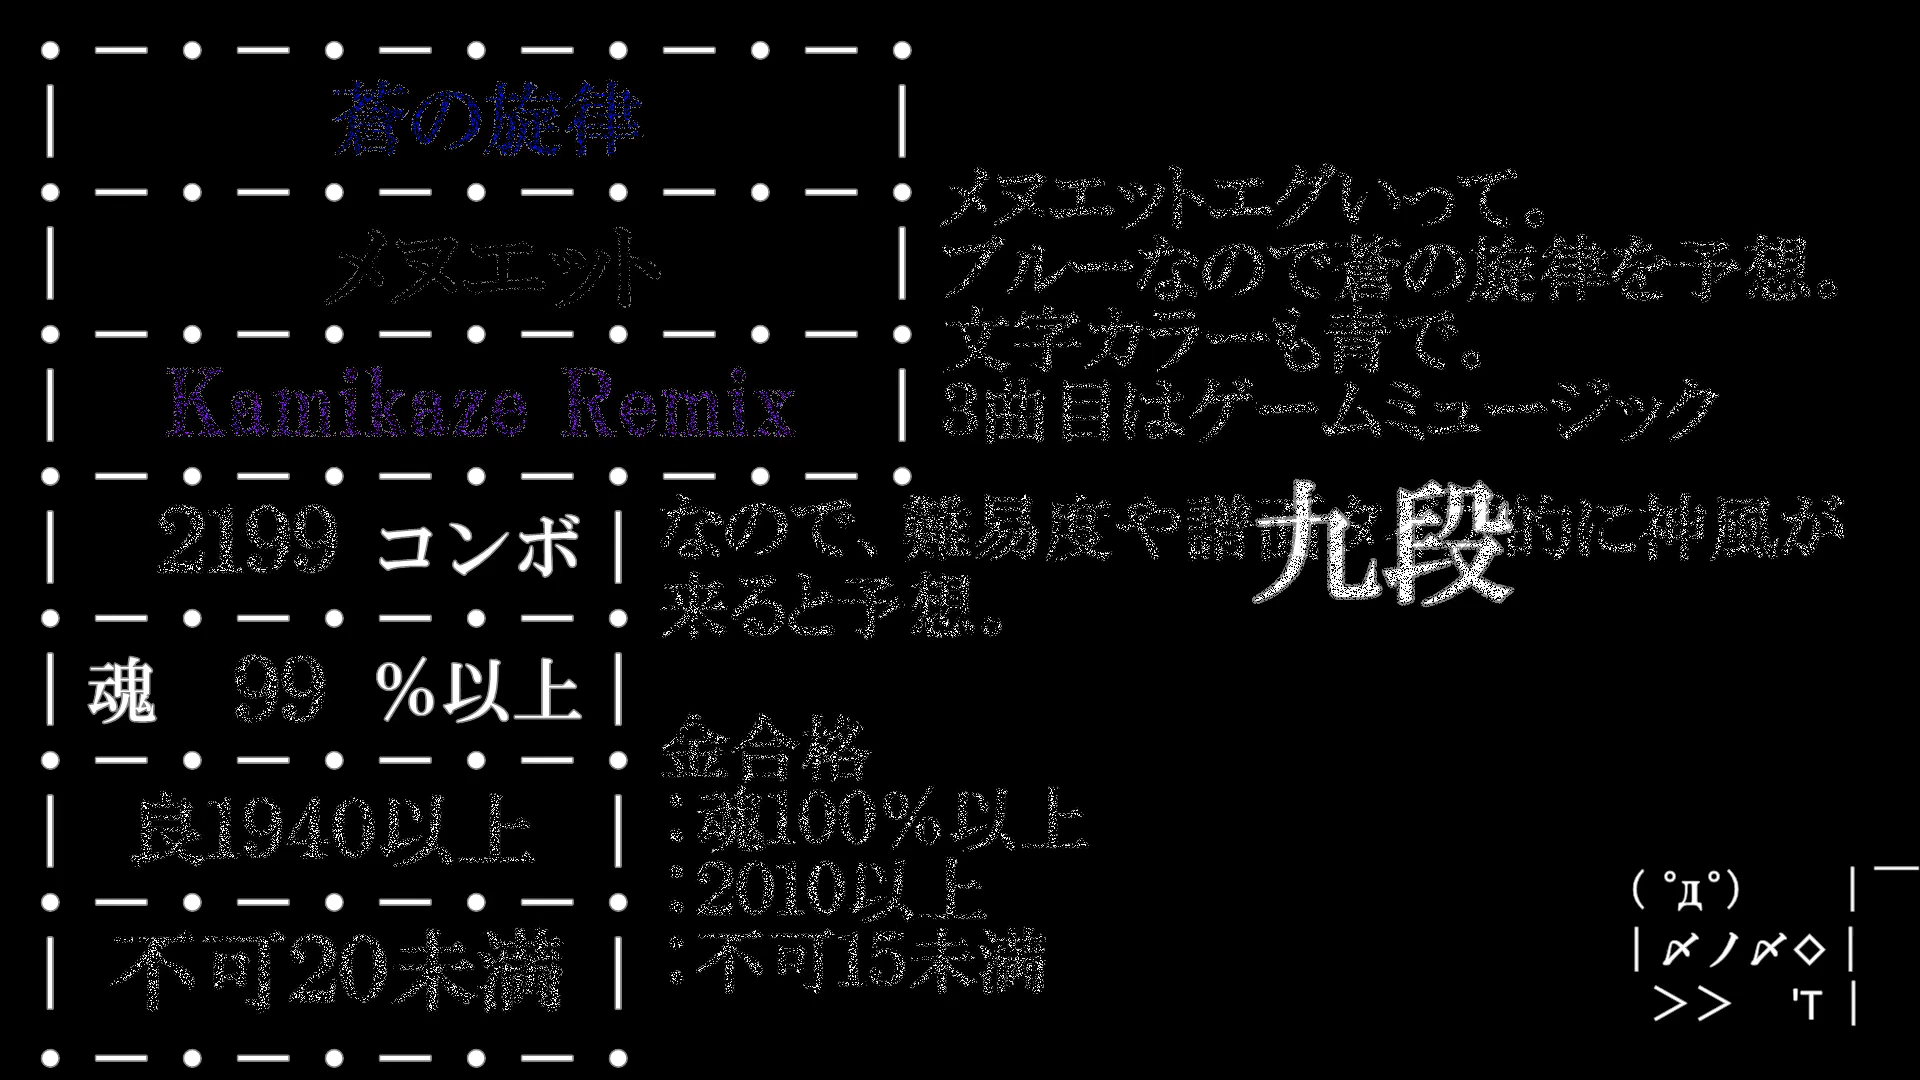 蒼の旋律
メヌエット
Kamikaze Remix
2199 コンボ
魂 99 %以上
良1940以上
不可20未満
メヌエットエグいって。
ブルーなので蒼の旋律を予想。
文字カラーも青で。
3曲目はゲームミュージック
なので、難易度や譜面 的に神風が
来ると予想。
九段
金合格
:魂100%以上
:2010以上
:不可15未満
( ﾟдﾟ) |￣
|〆ノ〆◇|
>> 'T |